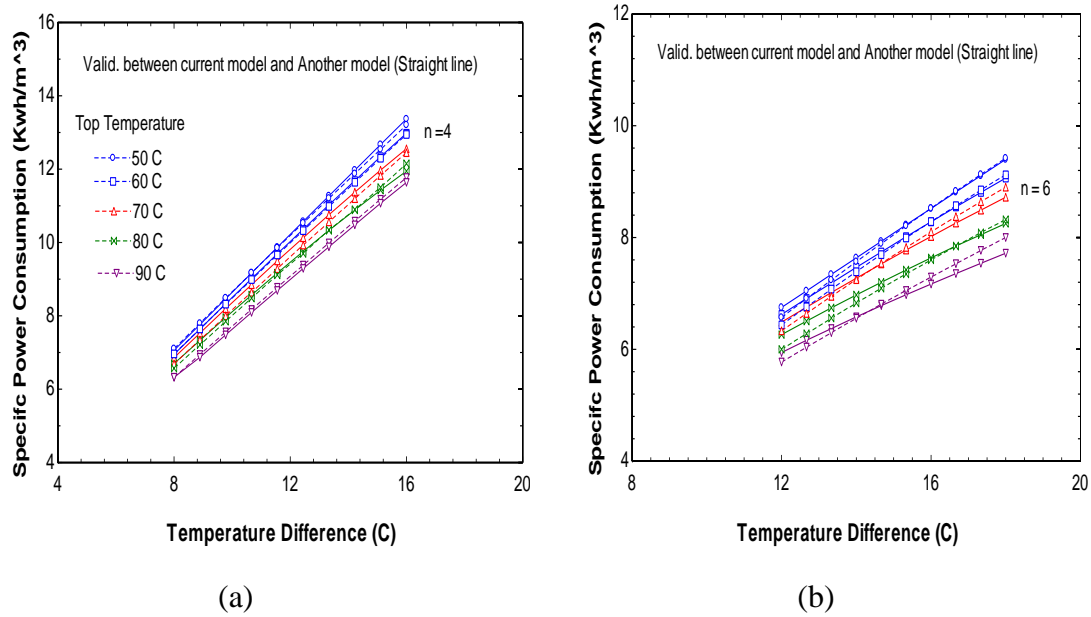 Specifc Power Consumption (Kwh/m^3)
16
14
12
10
8
6
4
Valid. between current model and Another model (Straight line)
Top Temperature
50 C
60 C
70 C
80 C
90 C
n =4
4
8
12
16
20
Temperature Difference (C)
(a)
Specifc Power Consumption (Kwh/m^3)
12
10
8
6
4
Valid. between current model and Another model (Straight line)
n = 6
8
10
12
14
16
18
20
Temperature Difference (C)
(b)